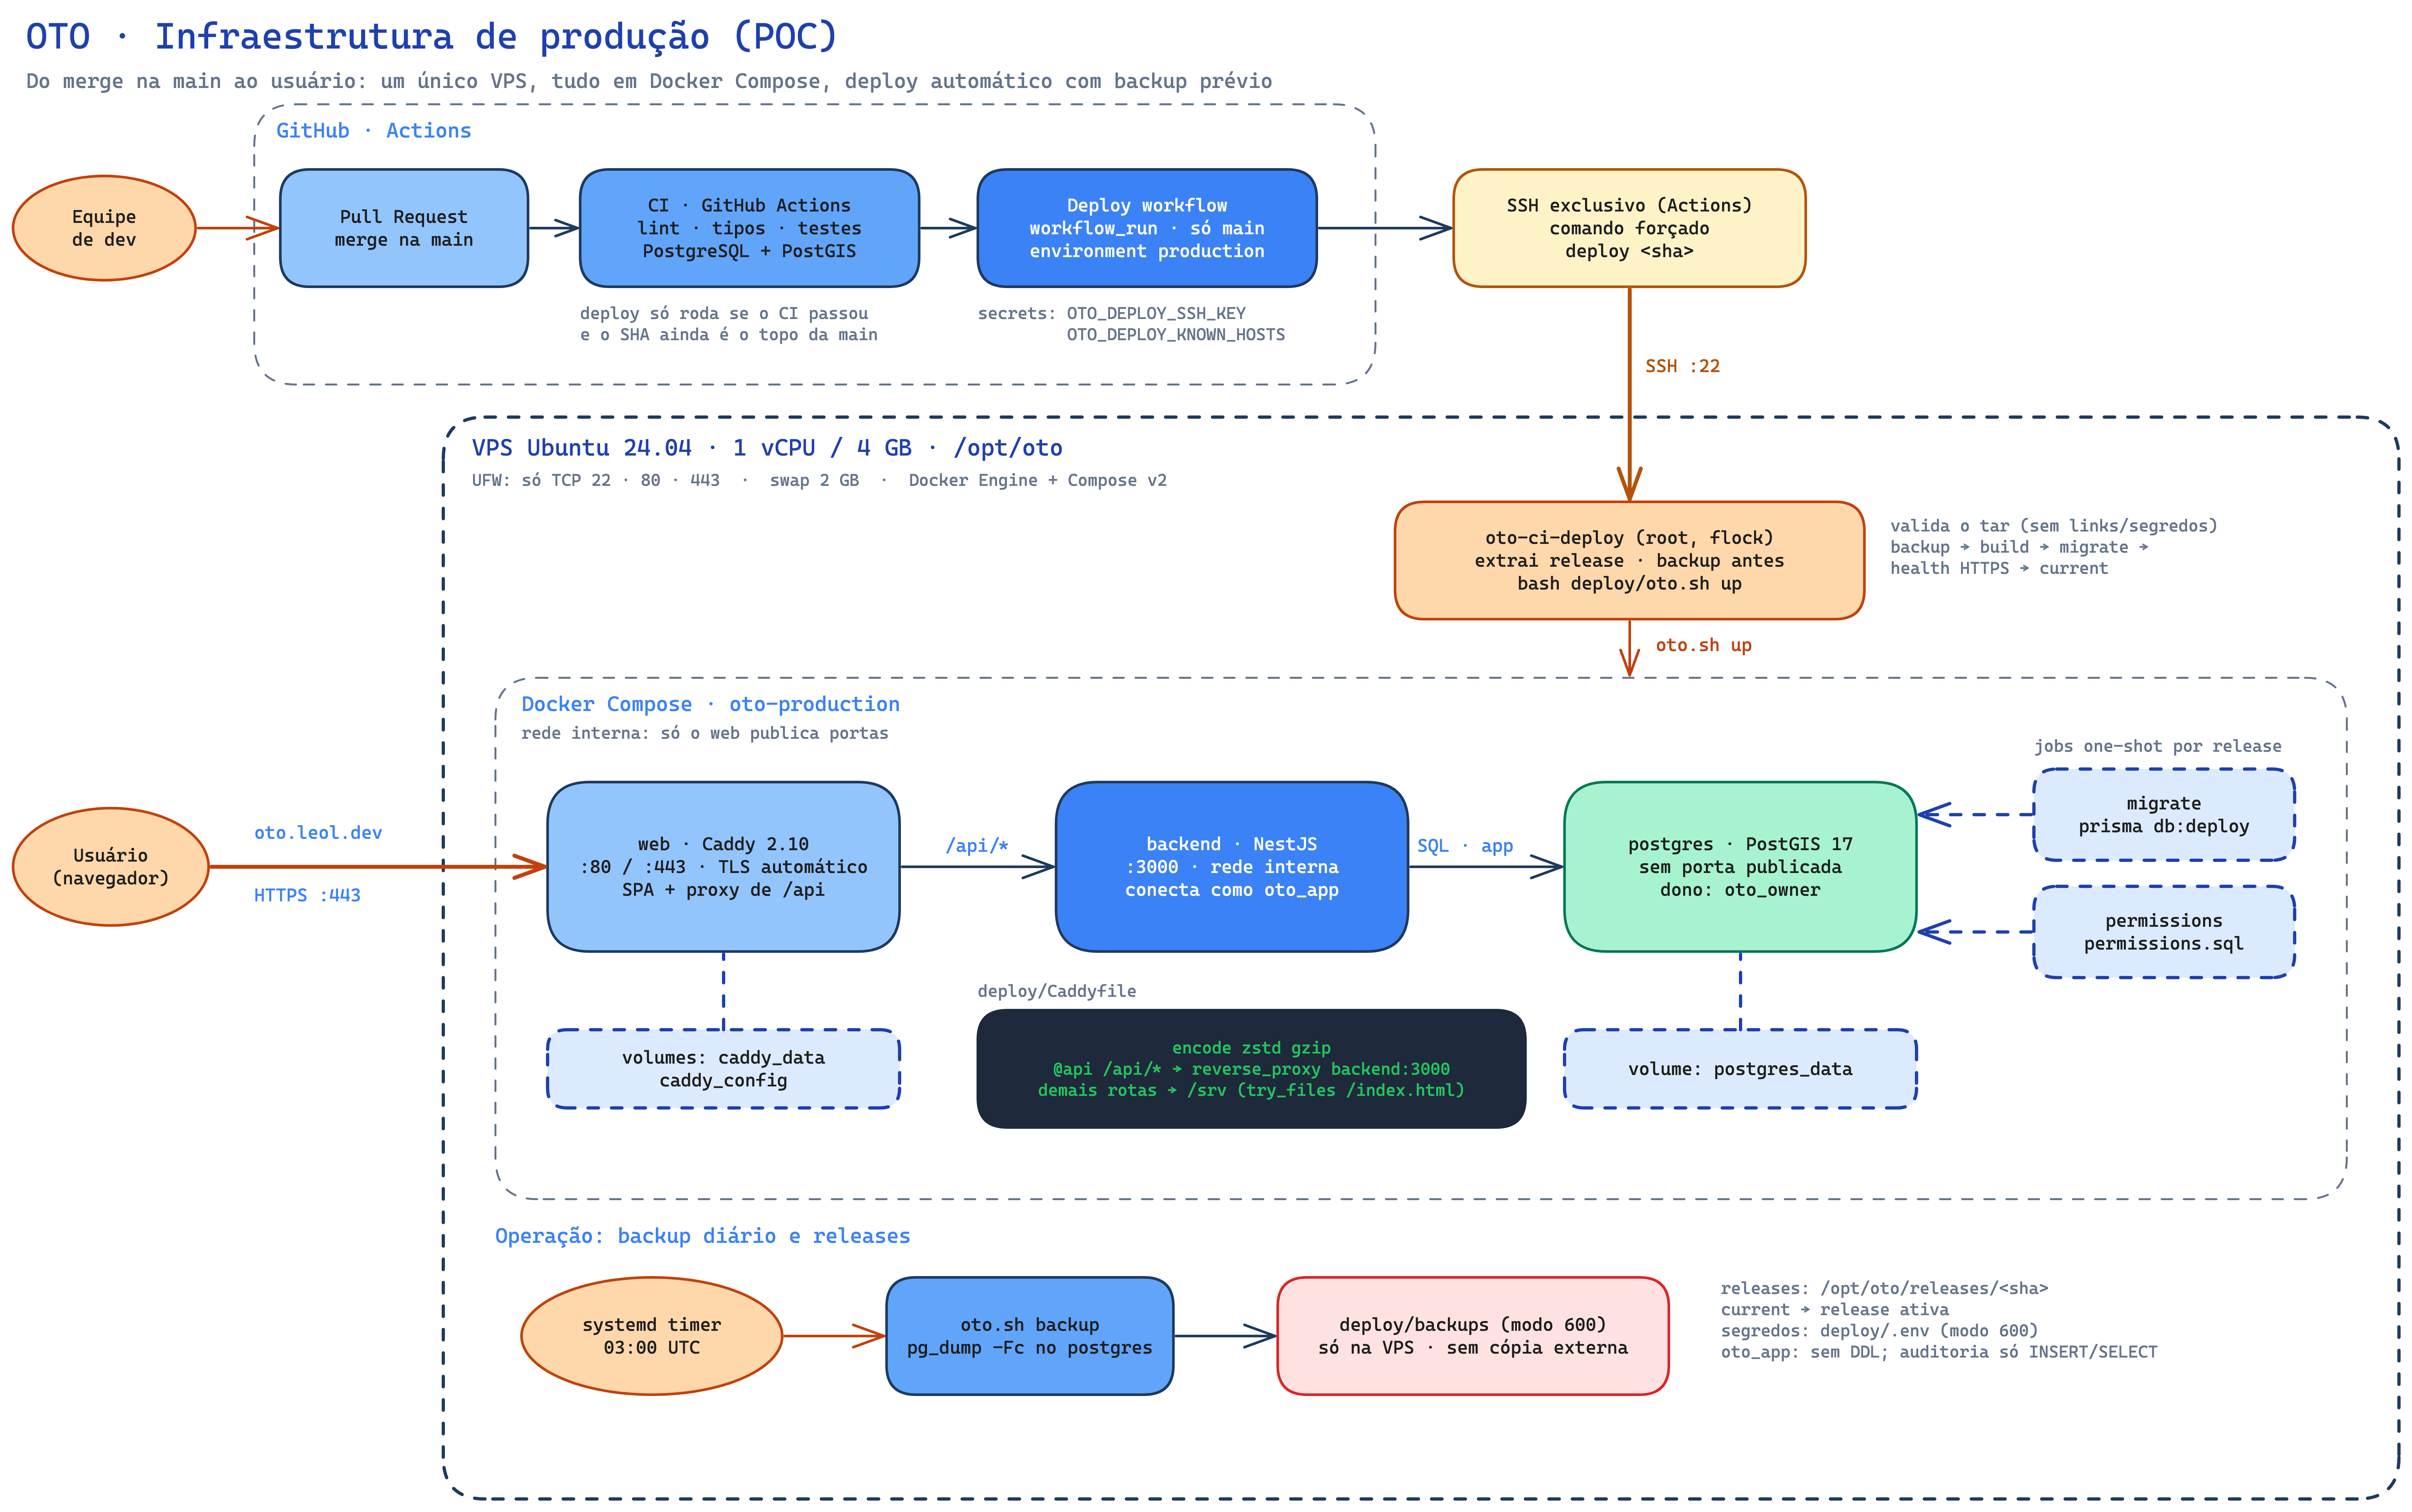 OTO · Infraestrutura de produção (POC)
Do merge na main ao usuário: um único VPS, tudo em Docker Compose, deploy automático com backup prévio
GitHub · Actions
Equipe
de dev
Pull Request
merge na main
CI · GitHub Actions
lint · tipos · testes
PostgreSQL + PostGIS
Deploy workflow
workflow_run · só main
environment production
SSH exclusivo (Actions)
comando forçado
deploy <sha>
deploy só roda se o CI passou
e o SHA ainda é o topo da main
secrets: OTO_DEPLOY_SSH_KEY
OTO_DEPLOY_KNOWN_HOSTS
SSH :22
VPS Ubuntu 24.04 · 1 vCPU / 4 GB · /opt/oto
UFW: só TCP 22 · 80 · 443 · swap 2 GB · Docker Engine + Compose v2
oto-ci-deploy (root, flock)
extrai release · backup antes
bash deploy/oto.sh up
valida o tar (sem links/segredos)
backup → build → migrate →
health HTTPS → current
oto.sh up
Docker Compose · oto-production
rede interna: só o web publica portas
jobs one-shot por release
Usuário
(navegador)
oto.leol.dev
HTTPS :443
web · Caddy 2.10
:80 / :443 · TLS automático
SPA + proxy de /api
/api/*
backend · NestJS
:3000 · rede interna
conecta como oto_app
SQL · app
postgres · PostGIS 17
sem porta publicada
dono: oto_owner
migrate
prisma db:deploy
permissions
permissions.sql
volumes: caddy_data
caddy_config
deploy/Caddyfile
encode zstd gzip
@api /api/* → reverse_proxy backend:3000
demais rotas → /srv (try_files /index.html)
volume: postgres_data
Operação: backup diário e releases
systemd timer
03:00 UTC
oto.sh backup
pg_dump -Fc no postgres
deploy/backups (modo 600)
só na VPS · sem cópia externa
releases: /opt/oto/releases/<sha>
current → release ativa
segredos: deploy/.env (modo 600)
oto_app: sem DDL; auditoria só INSERT/SELECT